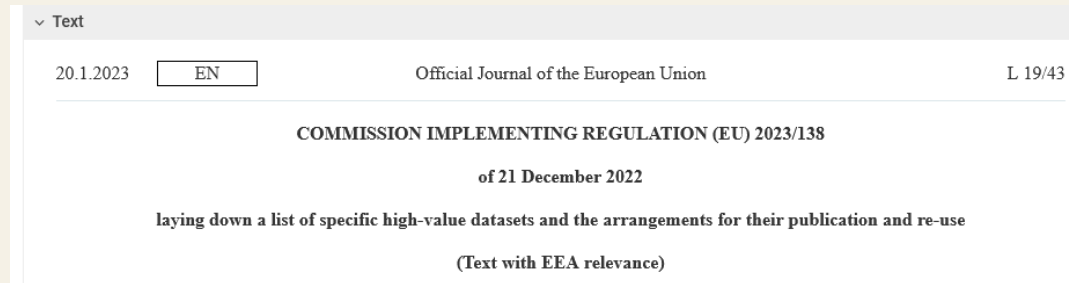 Text
20.1.2023 EN Official Journal of the European Union L 19/43
COMMISSION IMPLEMENTING REGULATION (EU) 2023/138
of 21 December 2022
laying down a list of specific high-value datasets and the arrangements for their publication and re-use
(Text with EEA relevance)